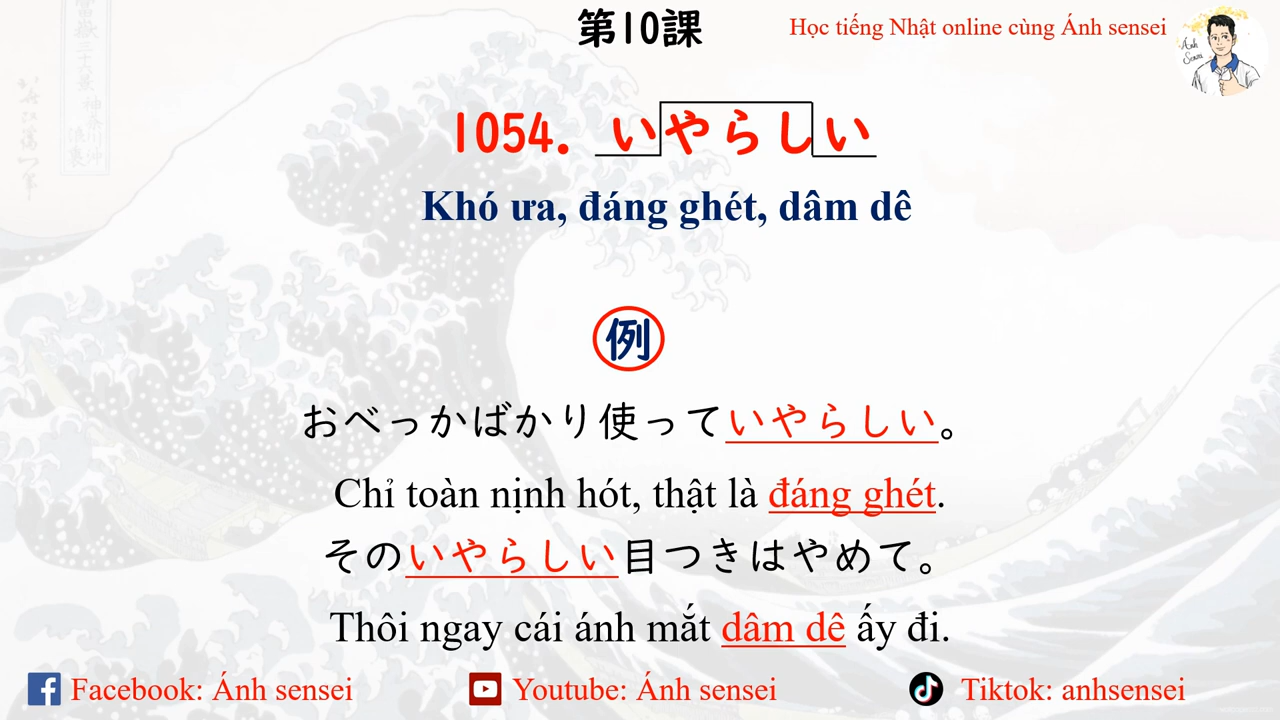 第10課
Học tiếng Nhật online cùng Ánh sensei
Ánh Sensei
1054. いやらしい
Khó ưa, đáng ghét, dâm dê
例
おべっかばかり使っていやらしい。
Chỉ toàn nịnh hót, thật là đáng ghét.
そのいやらしい目つきはやめて。
Thôi ngay cái ánh mắt dâm dê ấy đi.
Facebook: Ánh sensei
Youtube: Ánh sensei
Tiktok: anhsensei